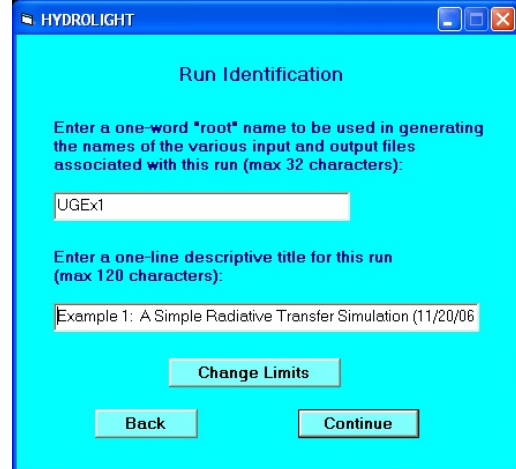 HYDROLIGHT
Run Identification
Enter a one-word "root" name to be used in generating
the names of the various input and output files
associated with this run (max 32 characters):
UGEx1
Enter a one-line descriptive title for this run
(max 120 characters):
Example 1:  A Simple Radiative Transfer Simulation (11/20/06
Change Limits
Back
Continue